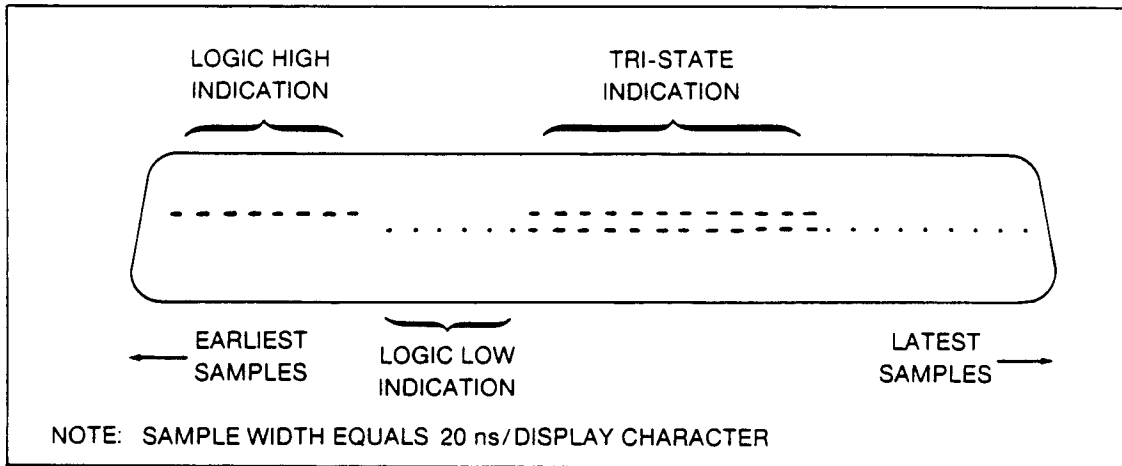 LOGIC HIGH
INDICATION
TRI-STATE
INDICATION
EARLIEST
SAMPLES
LOGIC LOW
INDICATION
LATEST
SAMPLES
NOTE: SAMPLE WIDTH EQUALS 20 ns/DISPLAY CHARACTER